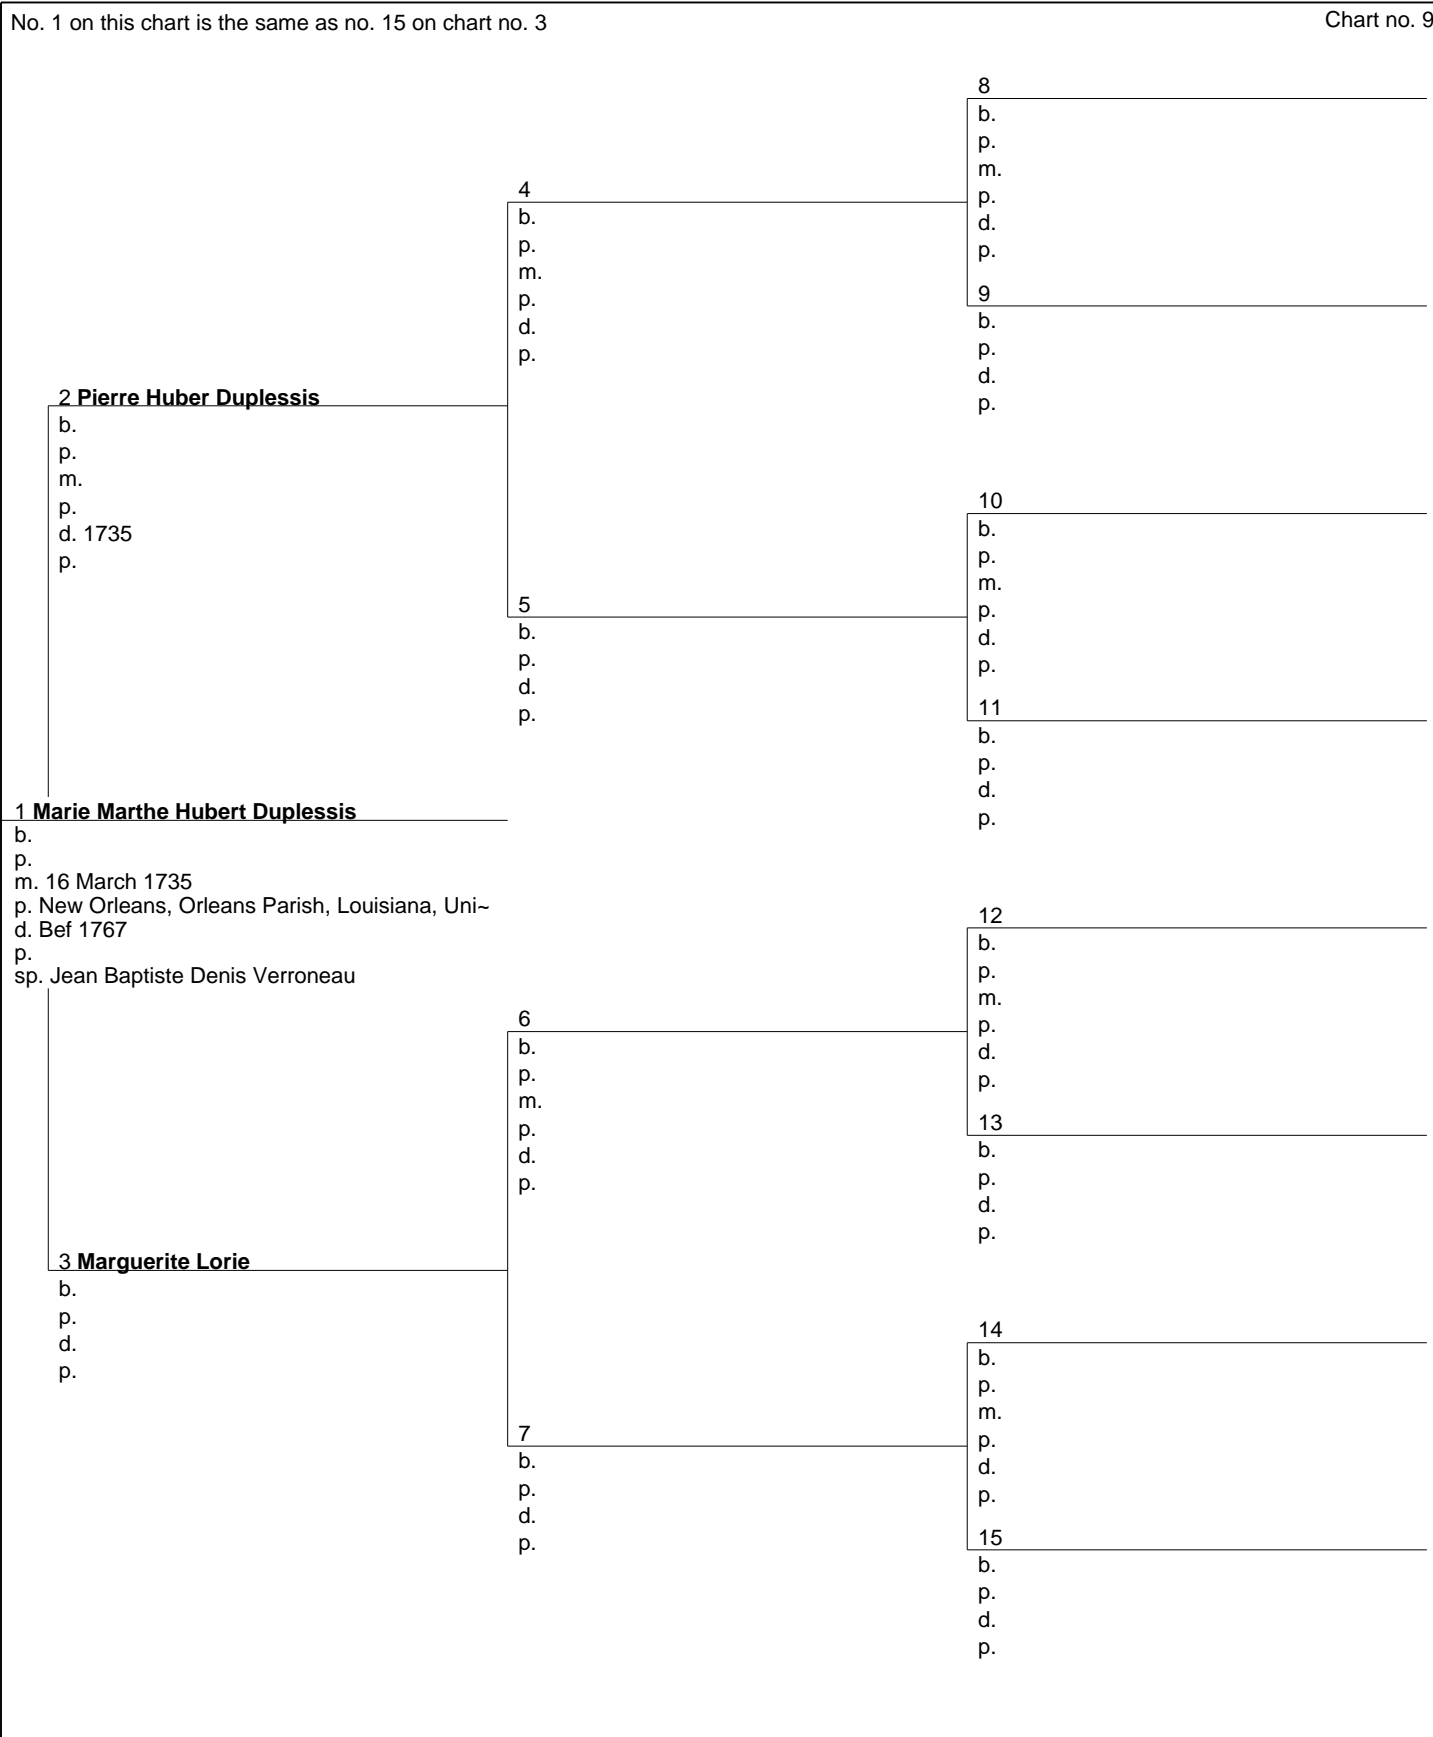 No. 1 on this chart is the same as no. 15 on chart no. 3
Chart no. 9
8
b.
p.
m.
p.
d.
p.
4
b.
p.
m.
p.
d.
p.
9
b.
p.
d.
p.
2 Pierre Huber Duplessis
b.
p.
m.
p.
d. 1735
p.
10
b.
p.
m.
p.
d.
p.
5
b.
p.
d.
p.
11
b.
p.
d.
p.
1 Marie Marthe Hubert Duplessis
b.
p.
m. 16 March 1735
p. New Orleans, Orleans Parish, Louisiana, Uni~
d. Bef 1767
p.
sp. Jean Baptiste Denis Verroneau
12
b.
p.
m.
p.
d.
p.
6
b.
p.
m.
p.
d.
p.
13
b.
p.
d.
p.
3 Marguerite Lorie
b.
p.
d.
p.
14
b.
p.
m.
p.
d.
p.
7
b.
p.
d.
p.
15
b.
p.
d.
p.